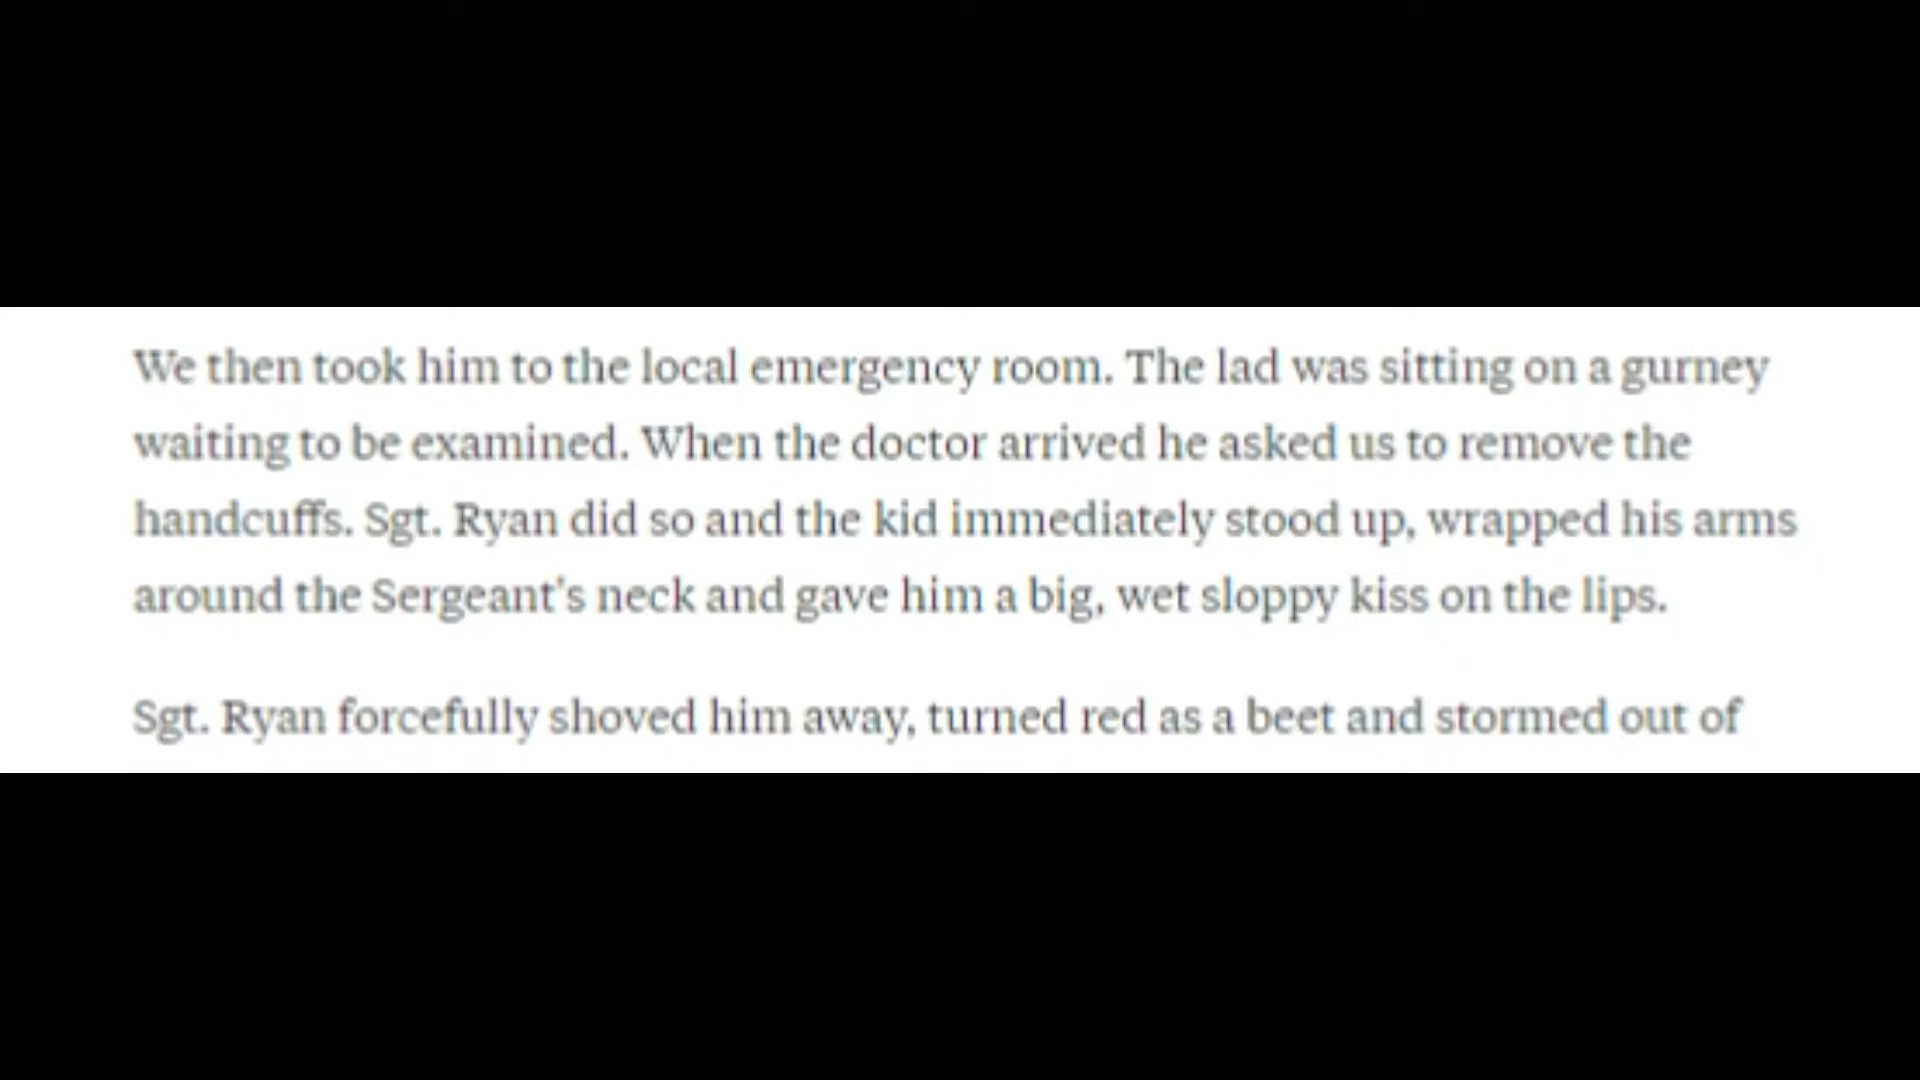 We then took him to the local emergency room. The lad was sitting on a gurney
waiting to be examined. When the doctor arrived he asked us to remove the
handcuffs. Sgt. Ryan did so and the kid immediately stood up, wrapped his arms
around the Sergeant's neck and gave him a big, wet sloppy kiss on the lips.
Sgt. Ryan forcefully shoved him away, turned red as a beet and stormed out of